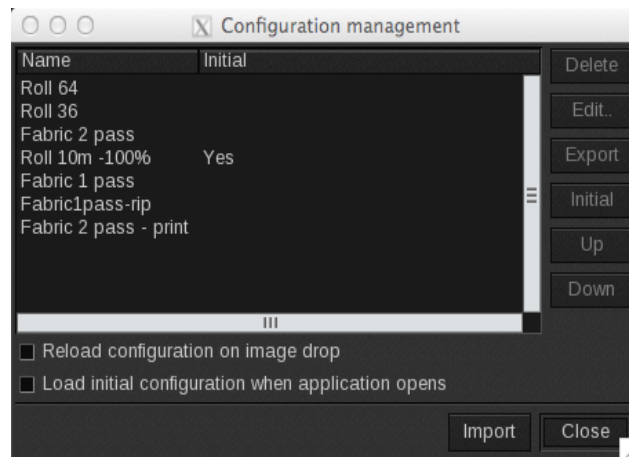 Configuration management
Name Initial
Roll 64
Roll 36
Fabric 2 pass
Roll 10m -100% Yes
Fabric 1 pass
Fabric1pass-rip
Fabric 2 pass - print
Delete
Edit..
Export
Initial
Up
Down
Reload configuration on image drop
Load initial configuration when application opens
Import Close